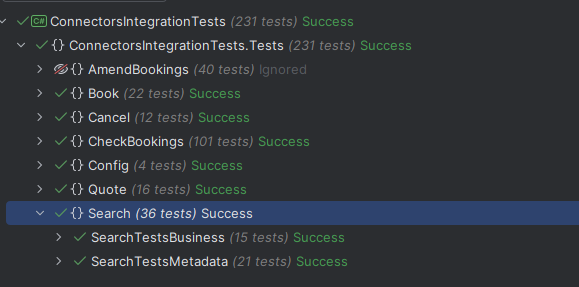 C# ConnectorsIntegrationTests (231 tests) Success
{} ConnectorsIntegrationTests.Tests (231 tests) Success
{} AmendBookings (40 tests) Ignored
{} Book (22 tests) Success
{} Cancel (12 tests) Success
{} CheckBookings (101 tests) Success
{} Config (4 tests) Success
{} Quote (16 tests) Success
{} Search (36 tests) Success
SearchTestsBusiness (15 tests) Success
SearchTestsMetadata (21 tests) Success